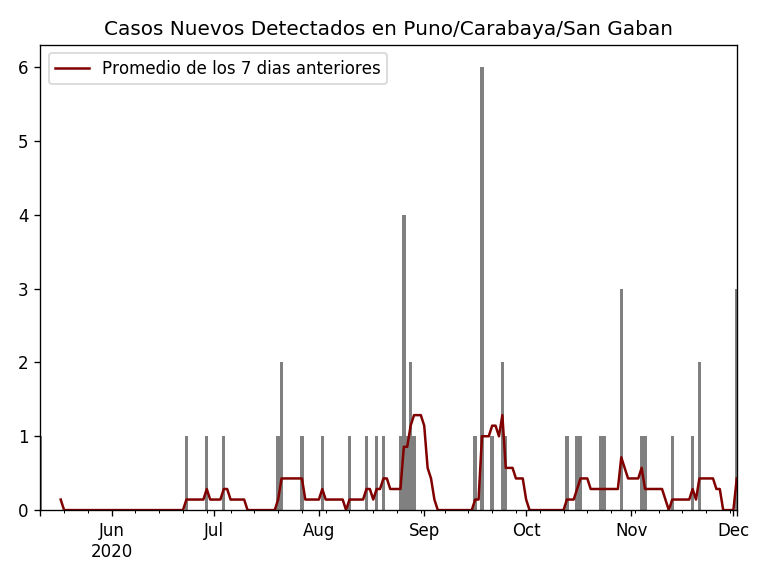 Casos Nuevos Detectados en Puno/Carabaya/San Gaban
Promedio de los 7 dias anteriores
6
5
4
3
2
1
0
Jun Jul Aug Sep Oct Nov Dec
2020